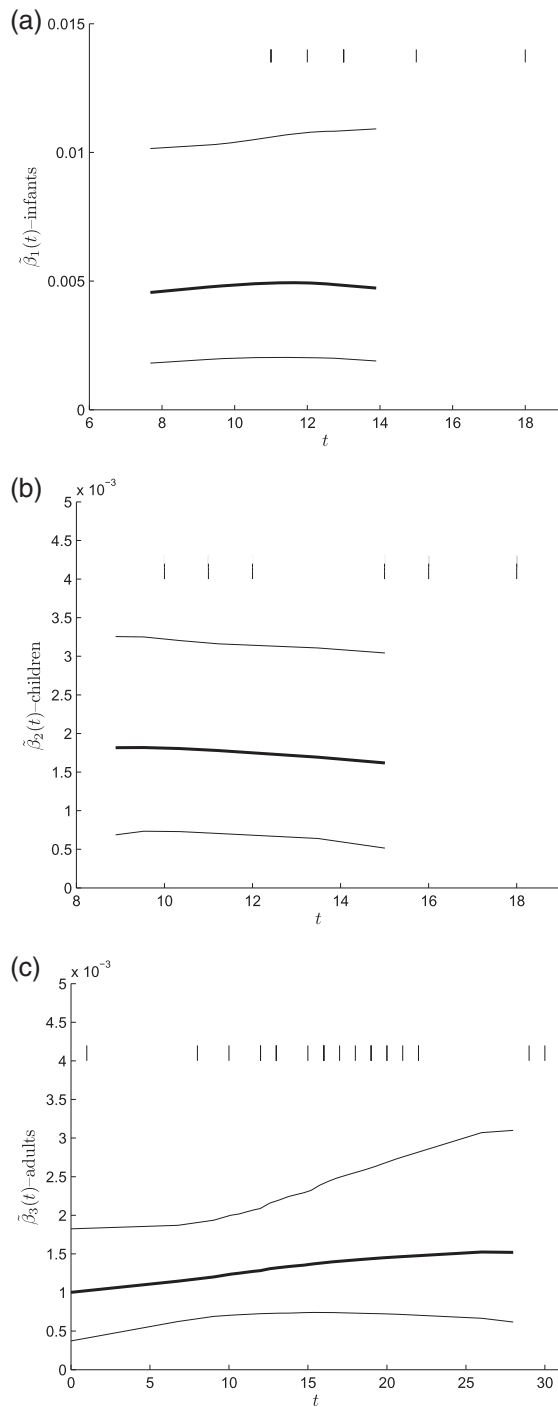 (a)
0.015
0.01
0.005
0
β̃₁(t)–infants
6 8 10 12 14 16 18
t
(b)
x 10⁻³
5
4.5
4
3.5
3
2.5
2
1.5
1
0.5
0
β̃₂(t)–children
8 10 12 14 16 18
t
(c)
x 10⁻³
5
4.5
4
3.5
3
2.5
2
1.5
1
0.5
0
β̃₃(t)–adults
0 5 10 15 20 25 30
t